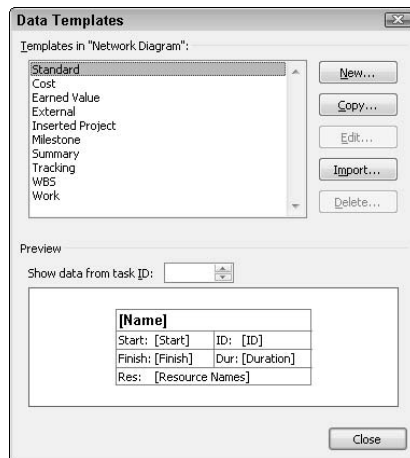 Data Templates
Templates in "Network Diagram":
Standard
Cost
Earned Value
External
Inserted Project
Milestone
Summary
Tracking
WBS
Work
New...
Copy...
Edit...
Import...
Delete...
Preview
Show data from task ID:
[Name]
Start: [Start] ID: [ID]
Finish: [Finish] Dur: [Duration]
Res: [Resource Names]
Close